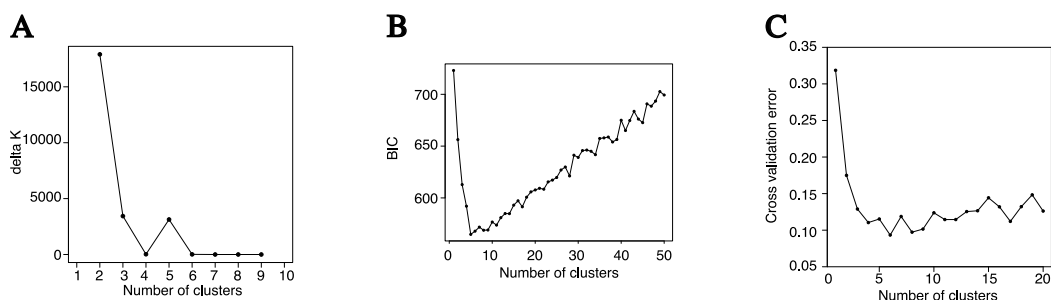 A
delta K
15000
10000
5000
0
1 2 3 4 5 6 7 8 9 10
Number of clusters
B
BIC
700
650
600
0 10 20 30 40 50
Number of clusters
C
Cross validation error
0.35
0.30
0.25
0.20
0.15
0.10
0.05
0 5 10 15 20
Number of clusters